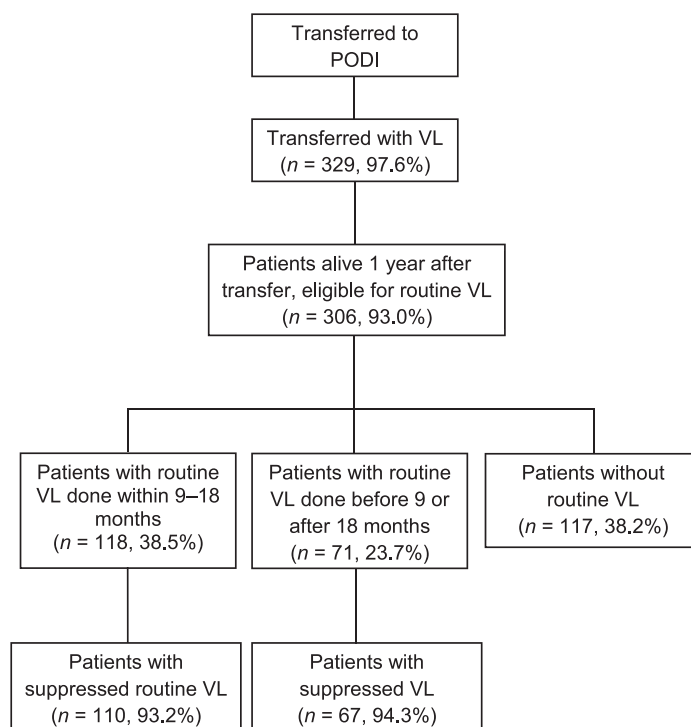 Transferred to
PODI
Transferred with VL
(n = 329, 97.6%)
Patients alive 1 year after
transfer, eligible for routine VL
(n = 306, 93.0%)
Patients with routine
VL done within 9–18
months
(n = 118, 38.5%)
Patients with routine
VL done before 9 or
after 18 months
(n = 71, 23.7%)
Patients without
routine VL
(n = 117, 38.2%)
Patients with
suppressed routine VL
(n = 110, 93.2%)
Patients with
suppressed VL
(n = 67, 94.3%)